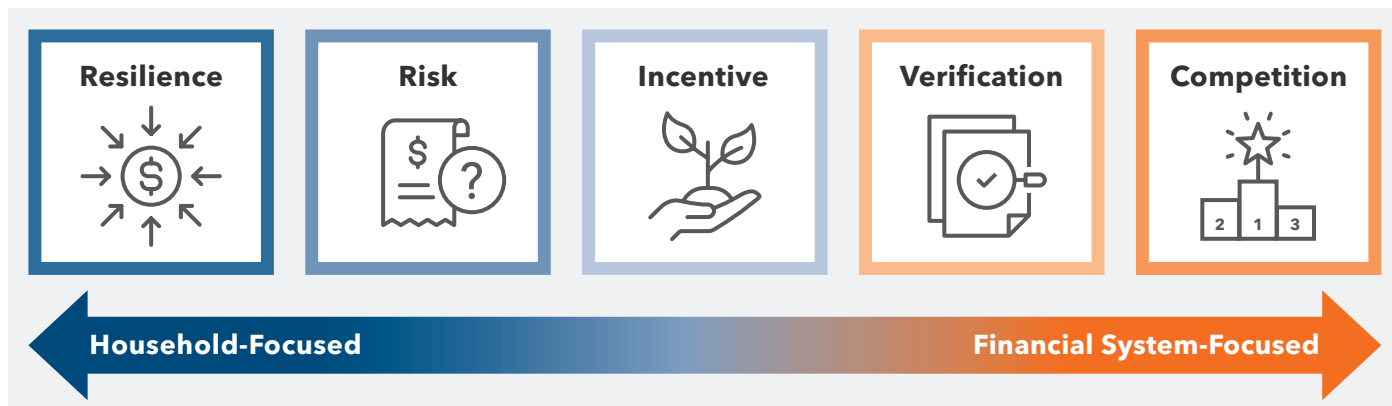 Resilience
Risk
Incentive
Verification
Competition
$
$
?
2 1 3
Household-Focused
Financial System-Focused